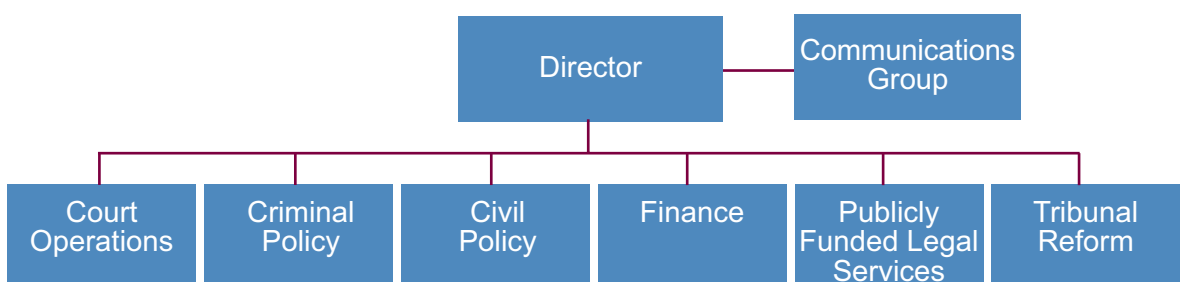 Director
Communications
Group
Court
Operations
Criminal
Policy
Civil
Policy
Finance
Publicly
Funded Legal
Services
Tribunal
Reform